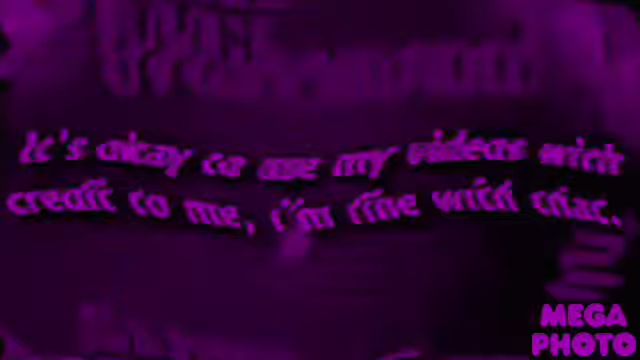 It's okay to use my videos with
credit to me, i'm fine with that.
MEGA
PHOTO